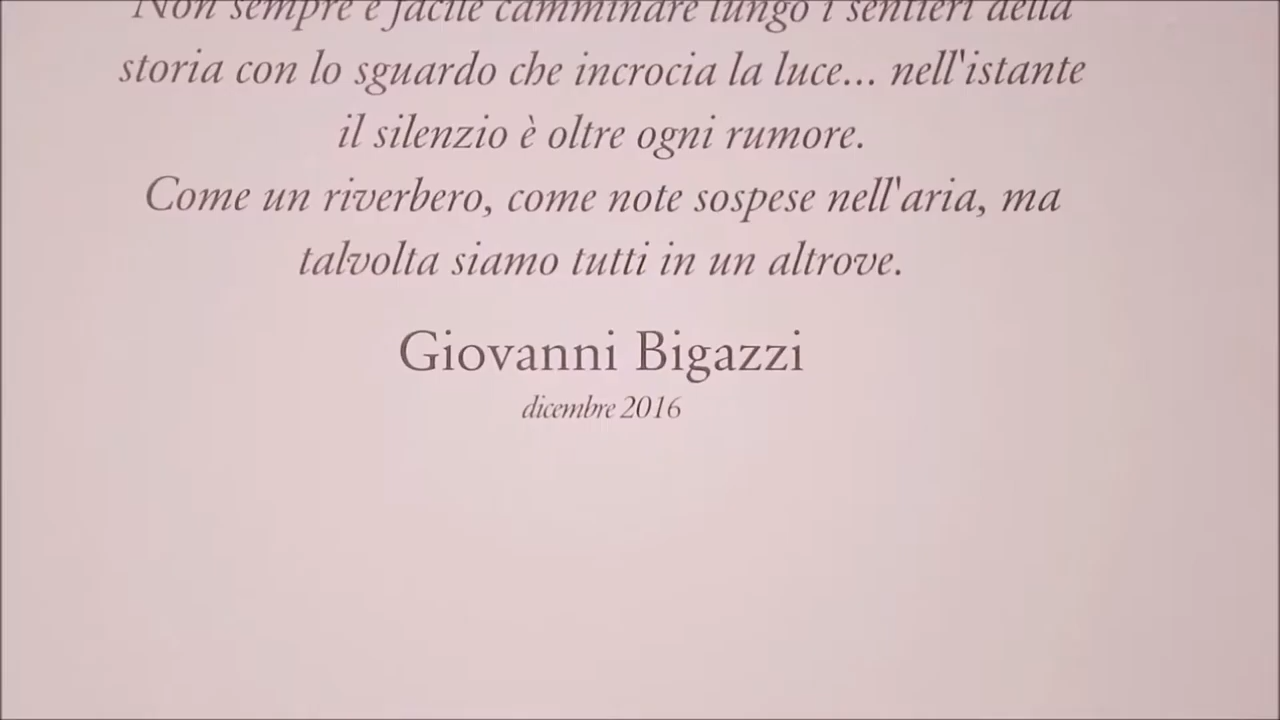 Non sempre è facile camminare lungo i sentieri della
storia con lo sguardo che incrocia la luce... nell'istante
il silenzio è oltre ogni rumore.
Come un riverbero, come note sospese nell'aria, ma
talvolta siamo tutti in un altrove.
Giovanni Bigazzi
dicembre 2016